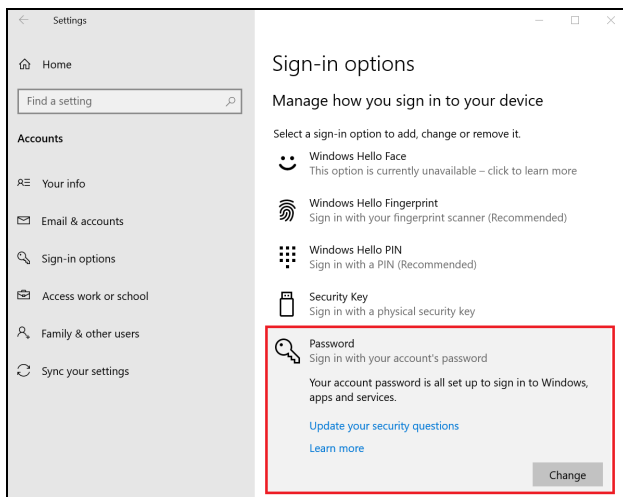 Settings
Home
Find a setting
Accounts
Your info
Email & accounts
Sign-in options
Access work or school
Family & other users
Sync your settings
Sign-in options
Manage how you sign in to your device
Select a sign-in option to add, change or remove it.
Windows Hello Face
This option is currently unavailable – click to learn more
Windows Hello Fingerprint
Sign in with your fingerprint scanner (Recommended)
Windows Hello PIN
Sign in with a PIN (Recommended)
Security Key
Sign in with a physical security key
Password
Sign in with your account's password
Your account password is all set up to sign in to Windows,
apps and services.
Update your security questions
Learn more
Change